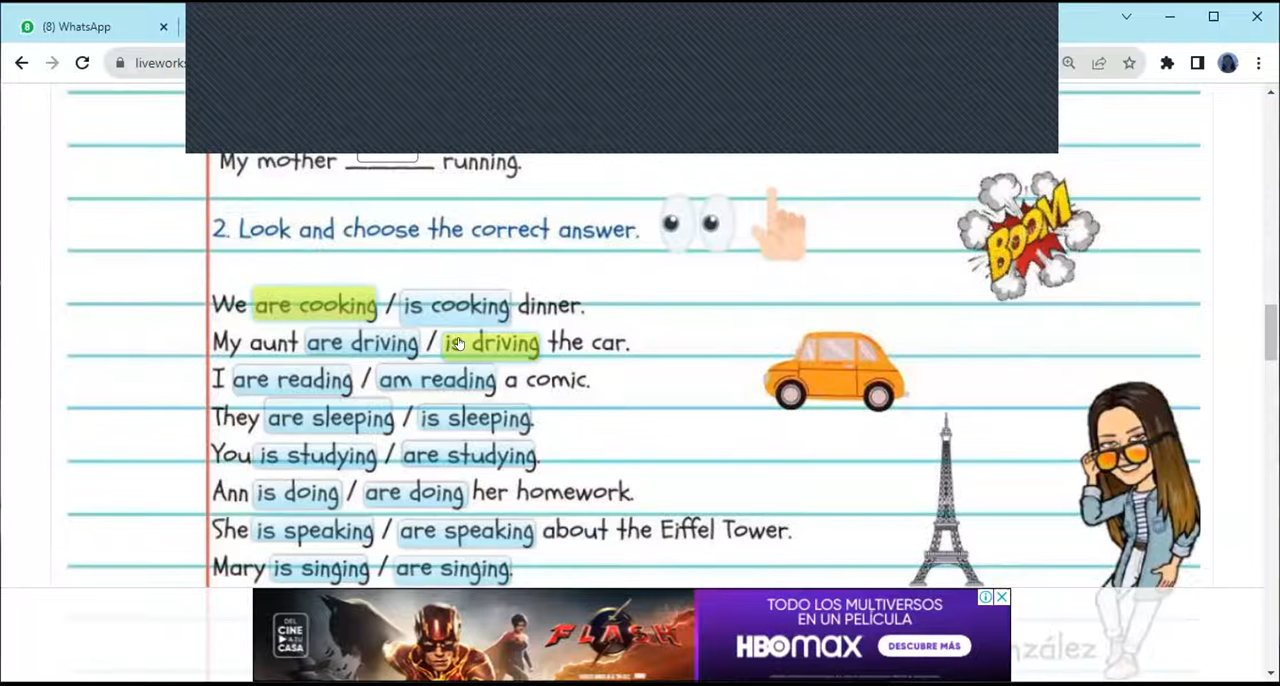 (8) WhatsApp
livework
My mother ______ running.
2. Look and choose the correct answer.
BOOM
We are cooking / is cooking dinner.
My aunt are driving / is driving the car.
I are reading / am reading a comic.
They are sleeping / is sleeping.
You is studying / are studying.
Ann is doing / are doing her homework.
She is speaking / are speaking about the Eiffel Tower.
Mary is singing / are singing.
DEL
CINE
A TU
CASA
FLASH
TODO LOS MULTIVERSOS
EN UN PELÍCULA
HBOMAX
DESCUBRE MÁS
nzález